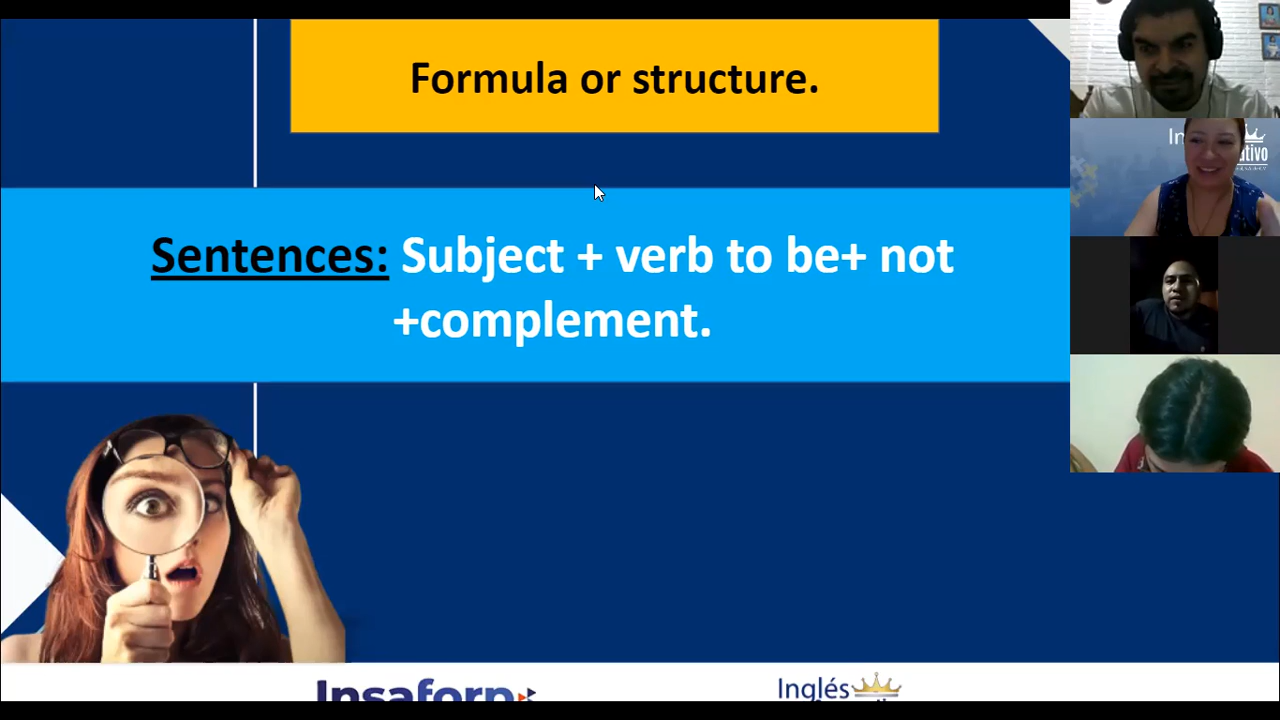 Formula or structure.
Sentences: Subject + verb to be+ not
+complement.
Insaforp
Inglés